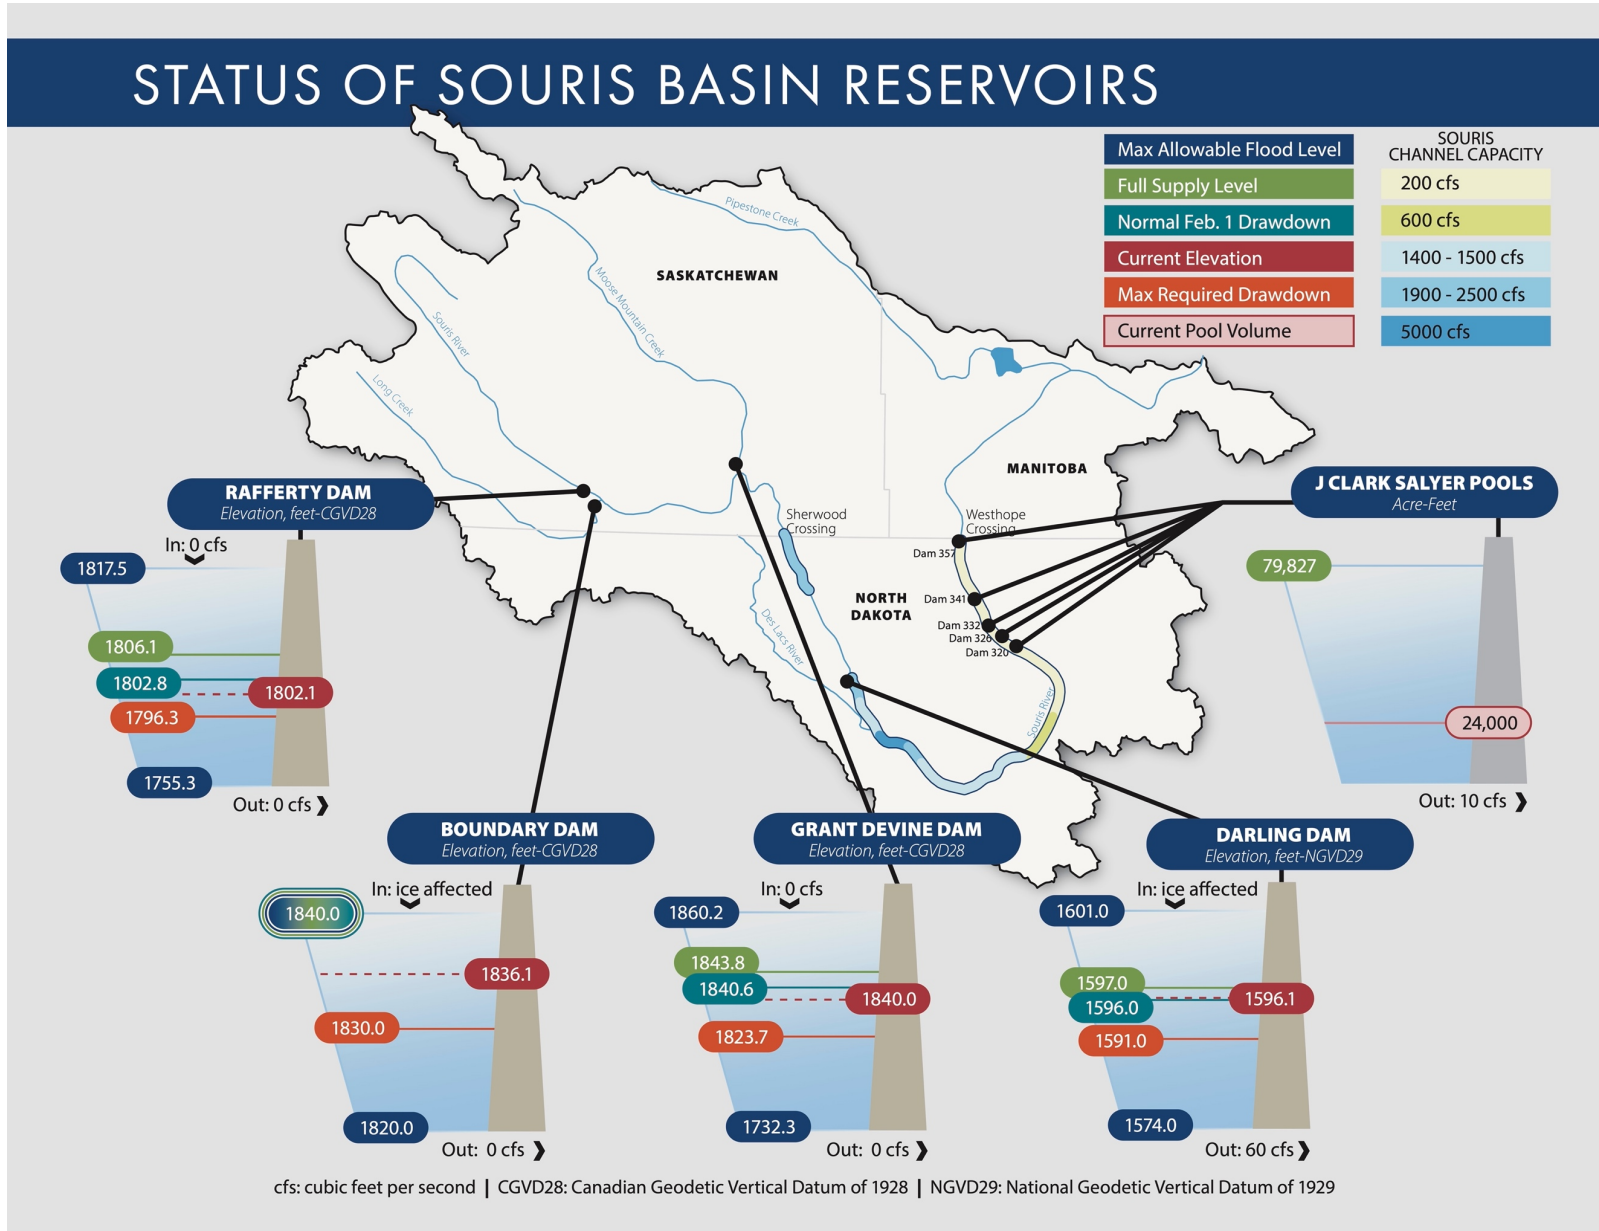 STATUS OF SOURIS BASIN RESERVOIRS
Max Allowable Flood Level
Full Supply Level
Normal Feb. 1 Drawdown
Current Elevation
Max Required Drawdown
Current Pool Volume
SOURIS
CHANNEL CAPACITY
200 cfs
600 cfs
1400 - 1500 cfs
1900 - 2500 cfs
5000 cfs
Pipestone Creek
SASKATCHEWAN
Moose Mountain Creek
Souris River
Long Creek
MANITOBA
Sherwood
Crossing
Westhope
Crossing
Dam 357
Dam 341
Dam 332
Dam 326
Dam 320
NORTH
DAKOTA
Des Lacs River
Souris River
RAFFERTY DAM
Elevation, feet-CGVD28
In: 0 cfs
1817.5
1806.1
1802.8
1802.1
1796.3
1755.3
Out: 0 cfs
J CLARK SALYER POOLS
Acre-Feet
79,827
24,000
Out: 10 cfs
BOUNDARY DAM
Elevation, feet-CGVD28
In: ice affected
1840.0
1836.1
1830.0
1820.0
Out: 0 cfs
GRANT DEVINE DAM
Elevation, feet-CGVD28
In: 0 cfs
1860.2
1843.8
1840.6
1840.0
1823.7
1732.3
Out: 0 cfs
DARLING DAM
Elevation, feet-NGVD29
In: ice affected
1601.0
1597.0
1596.0
1596.1
1591.0
1574.0
Out: 60 cfs
cfs: cubic feet per second | CGVD28: Canadian Geodetic Vertical Datum of 1928 | NGVD29: National Geodetic Vertical Datum of 1929